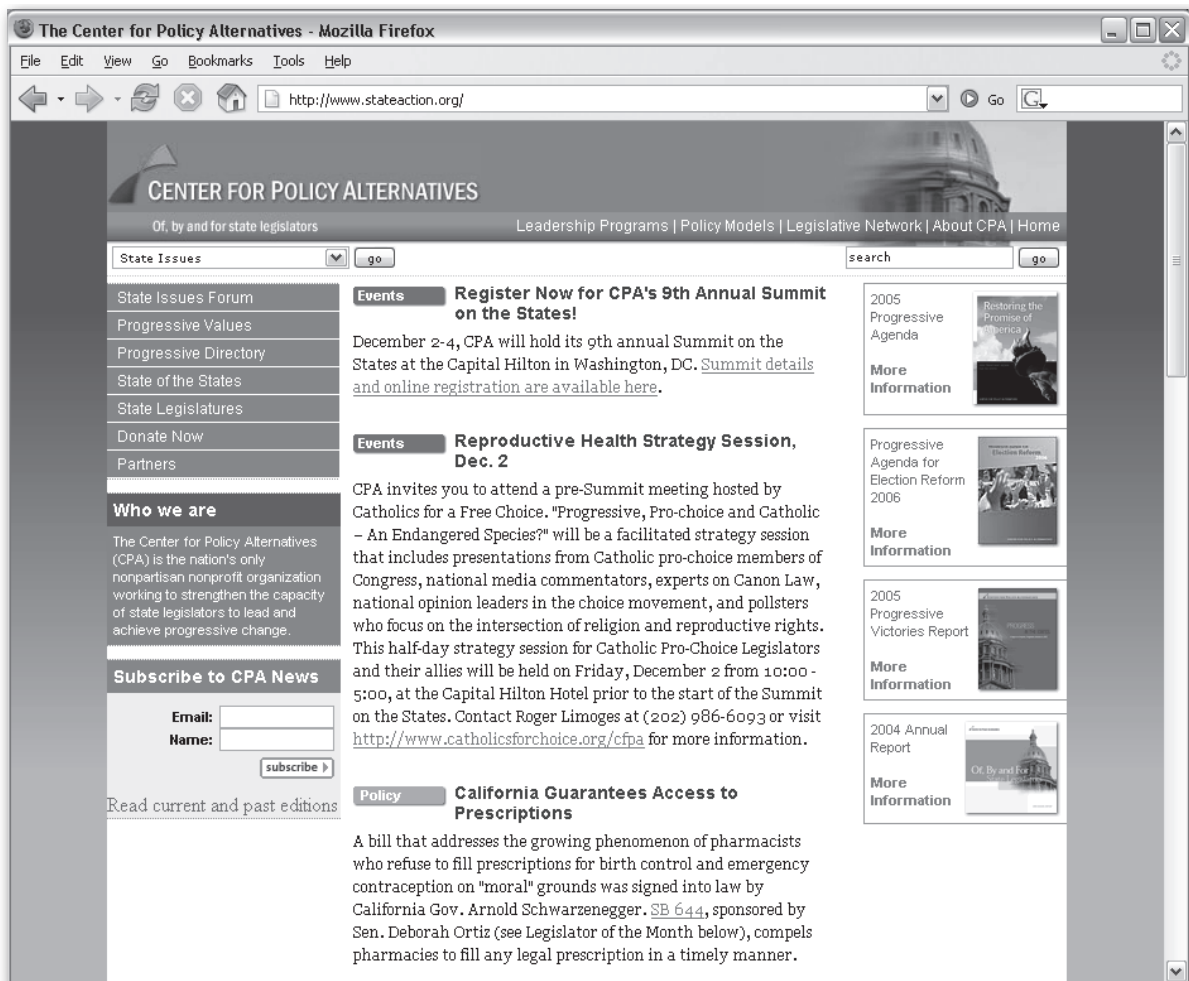 The Center for Policy Alternatives - Mozilla Firefox
File Edit View Go Bookmarks Tools Help
http://www.stateaction.org/
Go
G
CENTER FOR POLICY ALTERNATIVES
Of, by and for state legislators
Leadership Programs | Policy Models | Legislative Network | About CPA | Home
State Issues
go
search
go
State Issues Forum
Progressive Values
Progressive Directory
State of the States
State Legislatures
Donate Now
Partners
Who we are
The Center for Policy Alternatives
(CPA) is the nation's only
nonpartisan nonprofit organization
working to strengthen the capacity
of state legislators to lead and
achieve progressive change.
Subscribe to CPA News
Email:
Name:
subscribe
Read current and past editions
Events
Register Now for CPA's 9th Annual Summit
on the States!
December 2-4, CPA will hold its 9th annual Summit on the
States at the Capital Hilton in Washington, DC. Summit details
and online registration are available here.
Events
Reproductive Health Strategy Session,
Dec. 2
CPA invites you to attend a pre-Summit meeting hosted by
Catholics for a Free Choice. "Progressive, Pro-choice and Catholic
– An Endangered Species?" will be a facilitated strategy session
that includes presentations from Catholic pro-choice members of
Congress, national media commentators, experts on Canon Law,
national opinion leaders in the choice movement, and pollsters
who focus on the intersection of religion and reproductive rights.
This half-day strategy session for Catholic Pro-Choice Legislators
and their allies will be held on Friday, December 2 from 10:00 -
5:00, at the Capital Hilton Hotel prior to the start of the Summit
on the States. Contact Roger Limoges at (202) 986-6093 or visit
http://www.catholicsforchoice.org/cfpa for more information.
Policy
California Guarantees Access to
Prescriptions
A bill that addresses the growing phenomenon of pharmacists
who refuse to fill prescriptions for birth control and emergency
contraception on "moral" grounds was signed into law by
California Gov. Arnold Schwarzenegger. SB 644, sponsored by
Sen. Deborah Ortiz (see Legislator of the Month below), compels
pharmacies to fill any legal prescription in a timely manner.
2005
Progressive
Agenda
More
Information
Restoring the
Promise of
America
Progressive
Agenda for
Election Reform
2006
More
Information
Election Reform
2005
Progressive
Victories Report
More
Information
PROGRESS
2004 Annual
Report
More
Information
Of, By and For
State Legislators